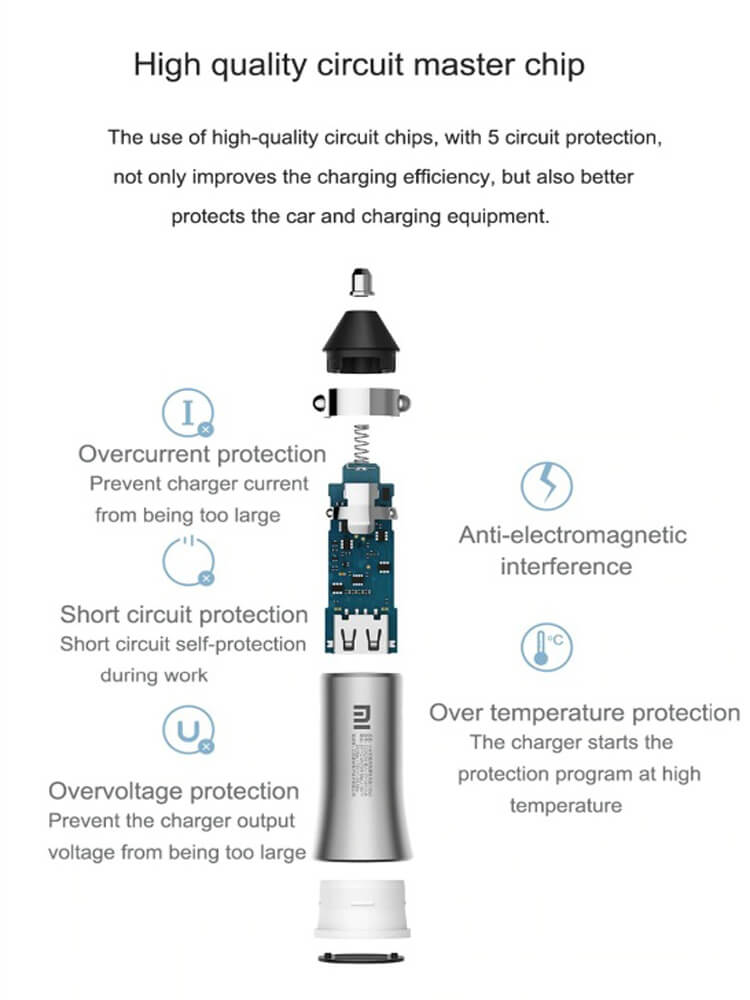 High quality circuit master chip
The use of high-quality circuit chips, with 5 circuit protection,
not only improves the charging efficiency, but also better
protects the car and charging equipment.
I
Overcurrent protection
Prevent charger current
from being too large
Short circuit protection
Short circuit self-protection
during work
U
Overvoltage protection
Prevent the charger output
voltage from being too large
Anti-electromagnetic
interference
°C
Over temperature protection
The charger starts the
protection program at high
temperature
MI